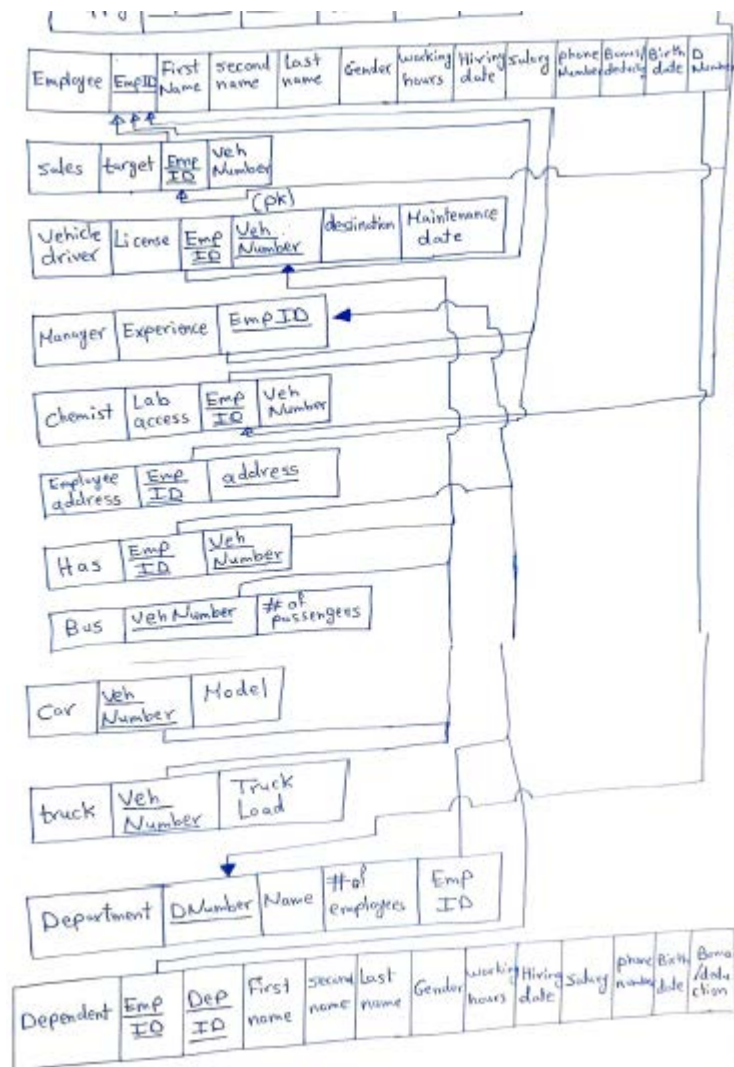 Employee EmpID First Name second name Last name Gender working hours Hiring date Salary phone Number Bonus/deductio Birth date D Number
Sales target Emp ID Veh Number
(pk)
Vehicle driver License Emp ID Veh Number destination Maintenance date
Manager Experience Emp ID
Chemist Lab access Emp ID Veh Number
Employee address Emp ID address
Has Emp ID Veh Number
Bus Veh Number # of passengers
Car Veh Number Model
truck Veh Number Truck Load
Department DNumber Name # of employees Emp ID
Dependent Emp ID Dep ID First name second name Last name Gender working hours Hiring date Salary phone number Birth date Bonus/deduction